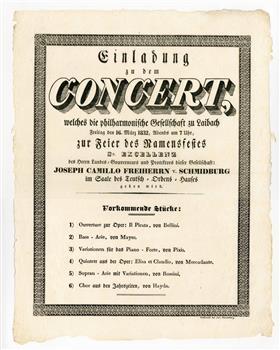 Einladung
zu dem
CONCERT,
welches die philharmonische Gesellschaft zu Laibach
Freitag den 16. März 1832, Abends um 7 Uhr,
zur Feier des Namensfestes
Sr. EXCELLENZ
des Herrn Landes-Gouverneurs und Protectors dieser Gesellschaft:
JOSEPH CAMILLO FREIHERRN v. SCHMIDBURG
im Saale des Teutsch-Ordens-Hauses
geben wird.
Vorkommende Stücke:
1) Ouverture zur Oper: Il Pirata, von Bellini.
2) Bass-Arie, von Mayer.
3) Variationen für das Piano-Forte, von Pixis.
4) Quintett aus der Oper: Elisa et Claudio, von Mercadante.
5) Sopran-Arie mit Variationen, von Rossini.
6) Chor aus der Jahrszeiten, von Haydn.